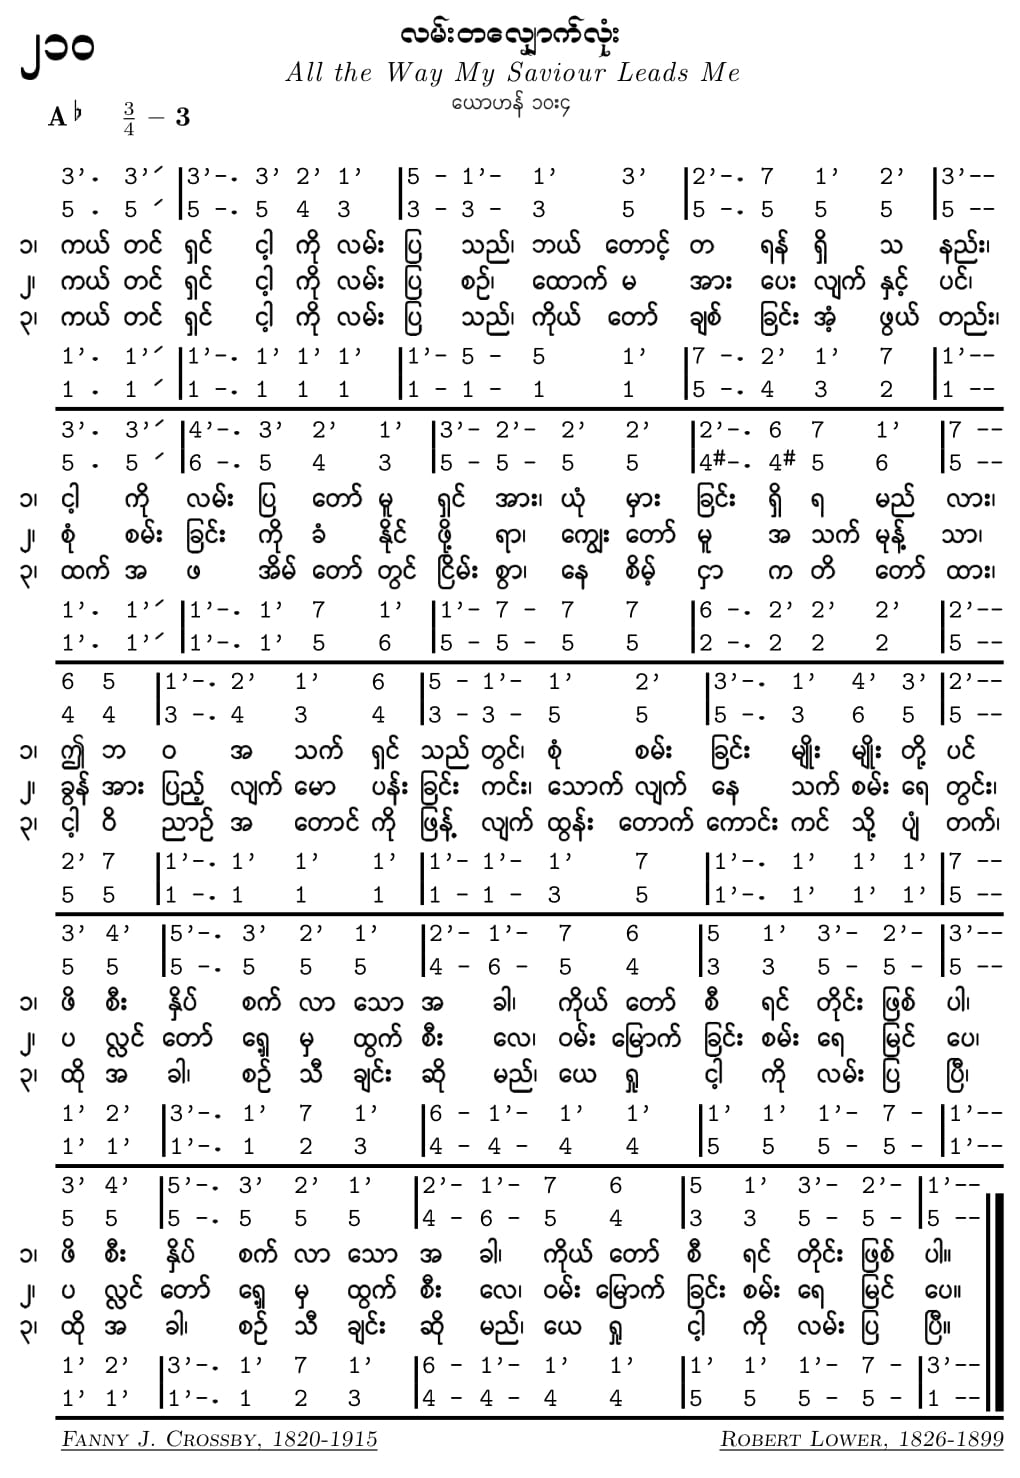 ၂၁၀
လမ်းတလျှောက်လုံး
All the Way My Saviour Leads Me
ယောဟန် ၁၀း၄
A♭ 3/4 – 3
3’. 3’´ |3’-. 3’ 2’ 1’ |5 - 1’- 1’ 3’ |2’-. 7 1’ 2’ |3’--
5 . 5 ´ |5 -. 5 4 3 |3 - 3 - 3 5 |5 -. 5 5 5 |5 --
၁၊ ကယ် တင် ရှင် င့ါ ကို လမ်း ပြ သည်၊ ဘယ် တောင့် တ ရန် ရှိ သ နည်း၊
၂၊ ကယ် တင် ရှင် င့ါ ကို လမ်း ပြ စဉ်၊ ထောက် မ အား ပေး လျက် နှင့် ပင်၊
၃၊ ကယ် တင် ရှင် င့ါ ကို လမ်း ပြ သည်၊ ကိုယ် တော် ချစ် ခြင်း အံ့ ဖွယ် တည်း၊
1’. 1’´ |1’-. 1’ 1’ 1’ |1’- 5 - 5 1’ |7 -. 2’ 1’ 7 |1’--
1 . 1 ´ |1 -. 1 1 1 |1 - 1 - 1 1 |5 -. 4 3 2 |1 --
3’. 3’´ |4’-. 3’ 2’ 1’ |3’- 2’- 2’ 2’ |2’-. 6 7 1’ |7 --
5 . 5 ´ |6 -. 5 4 3 |5 - 5 - 5 5 |4#-. 4# 5 6 |5 --
၁၊ င့ါ ကို လမ်း ပြ တော် မူ ရှင် အား၊ ယုံ မှား ခြင်း ရှိ ရ မည် လား၊
၂၊ စုံ စမ်း ခြင်း ကို ခံ နိုင် ဖို့ ရာ၊ ကျွေး တော် မူ အ သက် မုန့် သာ၊
၃၊ ထက် အ ဖ အိမ် တော် တွင် ငြိမ်း စွာ၊ နေ စိမ့် ငှာ က တိ တော် ထား၊
1’. 1’´ |1’-. 1’ 7 1’ |1’- 7 - 7 7 |6 -. 2’ 2’ 2’ |2’--
1’. 1’´ |1’-. 1’ 5 6 |5 - 5 - 5 5 |2 -. 2 2 2 |5 --
6 5 |1’-. 2’ 1’ 6 |5 - 1’- 1’ 2’ |3’-. 1’ 4’ 3’ |2’--
4 4 |3 -. 4 3 4 |3 - 3 - 5 5 |5 -. 3 6 5 |5 --
၁၊ ဤ ဘ ဝ အ သက် ရှင် သည် တွင်၊ စုံ စမ်း ခြင်း မျိုး မျိုး တို့ ပင်
၂၊ ခွန် အား ပြည့် လျက် မော ပန်း ခြင်း ကင်း၊ သောက် လျက် နေ သက် စမ်း ရေ တွင်း၊
၃၊ င့ါ ဝိ ညာဉ် အ တောင် ကို ဖြန့် လျက် ထွန်း တောက် ကောင်း ကင် သို့ ပျံ တက်၊
2’ 7 |1’-. 1’ 1’ 1’ |1’- 1’- 1’ 7 |1’-. 1’ 1’ 1’ |7 --
5 5 |1 -. 1 1 1 |1 - 1 - 3 5 |1’-. 1’ 1’ 1’ |5 --
3’ 4’ |5’-. 3’ 2’ 1’ |2’- 1’- 7 6 |5 1’ 3’- 2’- |3’--
5 5 |5 -. 5 5 5 |4 - 6 - 5 4 |3 3 5 - 5 - |5 --
၁၊ ဖိ စီး နှိပ် စက် လာ သော အ ခါ၊ ကိုယ် တော် စီ ရင် တိုင်း ဖြစ် ပါ၊
၂၊ ပ လ္လင် တော် ရှေ့ မှ ထွက် စီး လေ၊ ဝမ်း မြောက် ခြင်း စမ်း ရေ မြင် ပေ၊
၃၊ ထို အ ခါ၊ စဉ် သီ ချင်း ဆို မည်၊ ယေ ရှု င့ါ ကို လမ်း ပြ ပြီ၊
1’ 2’ |3’-. 1’ 7 1’ |6 - 1’- 1’ 1’ |1’ 1’ 1’- 7 - |1’--
1’ 1’ |1’-. 1 2 3 |4 - 4 - 4 4 |5 5 5 - 5 - |1’--
3’ 4’ |5’-. 3’ 2’ 1’ |2’- 1’- 7 6 |5 1’ 3’- 2’- |1’--
5 5 |5 -. 5 5 5 |4 - 6 - 5 4 |3 3 5 - 5 - |5 --
၁၊ ဖိ စီး နှိပ် စက် လာ သော အ ခါ၊ ကိုယ် တော် စီ ရင် တိုင်း ဖြစ် ပါ။
၂၊ ပ လ္လင် တော် ရှေ့ မှ ထွက် စီး လေ၊ ဝမ်း မြောက် ခြင်း စမ်း ရေ မြင် ပေ။
၃၊ ထို အ ခါ၊ စဉ် သီ ချင်း ဆို မည်၊ ယေ ရှု င့ါ ကို လမ်း ပြ ပြီ။
1’ 2’ |3’-. 1’ 7 1’ |6 - 1’- 1’ 1’ |1’ 1’ 1’- 7 - |3’--
1’ 1’ |1’-. 1 2 3 |4 - 4 - 4 4 |5 5 5 - 5 - |1 --
FANNY J. CROSSBY, 1820-1915
ROBERT LOWER, 1826-1899